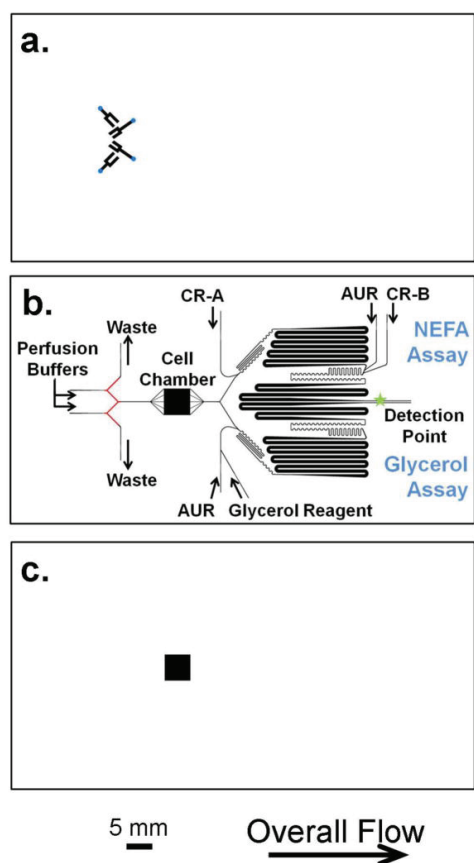 a.
b.
CR-A
AUR CR-B
Waste
NEFA
Assay
Perfusion
Buffers
Cell
Chamber
Detection
Point
Waste
Glycerol
Assay
AUR Glycerol Reagent
c.
5 mm
Overall Flow